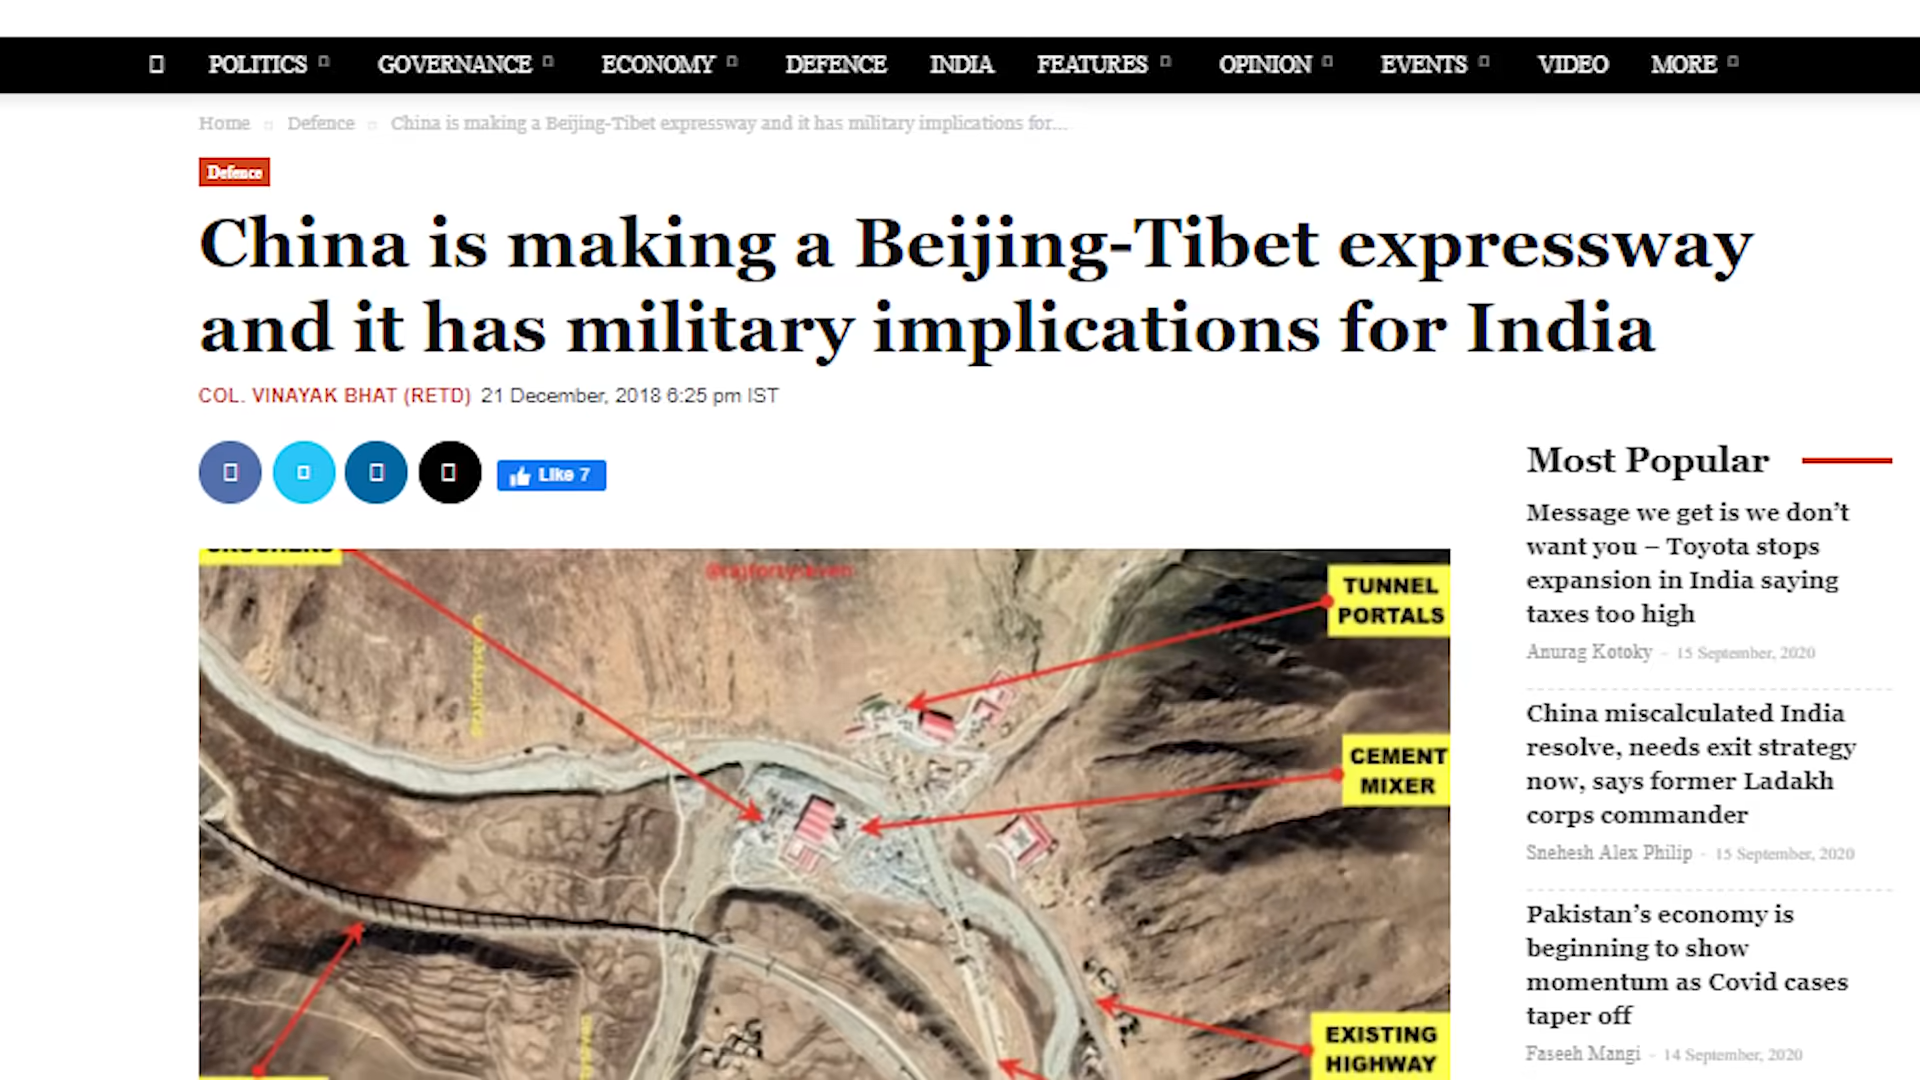 POLITICS GOVERNANCE ECONOMY DEFENCE INDIA FEATURES OPINION EVENTS VIDEO MORE
Home Defence China is making a Beijing-Tibet expressway and it has military implications for...
Defence
China is making a Beijing-Tibet expressway
and it has military implications for India
COL. VINAYAK BHAT (RETD) 21 December, 2018 6:25 pm IST
Like 7
@rajfortyseven
TUNNEL
PORTALS
CEMENT
MIXER
EXISTING
HIGHWAY
Most Popular
Message we get is we don’t
want you – Toyota stops
expansion in India saying
taxes too high
Anurag Kotoky - 15 September, 2020
China miscalculated India
resolve, needs exit strategy
now, says former Ladakh
corps commander
Snehesh Alex Philip - 15 September, 2020
Pakistan’s economy is
beginning to show
momentum as Covid cases
taper off
Faseeh Mangi - 14 September, 2020